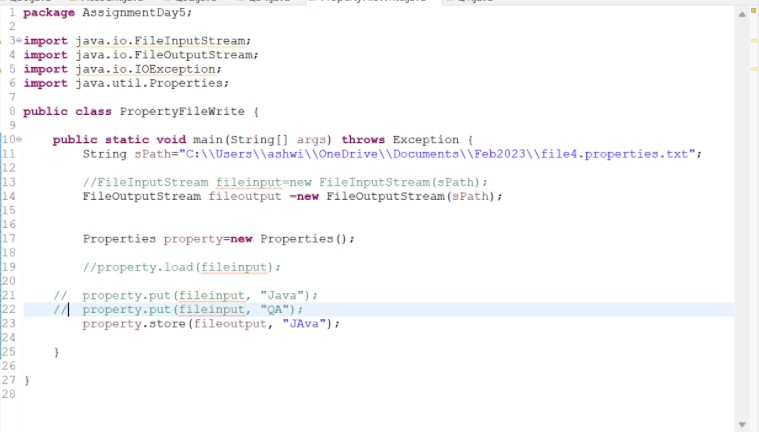 1 package AssignmentDay5;
2
3 import java.io.FileInputStream;
4 import java.io.FileOutputStream;
5 import java.io.IOException;
6 import java.util.Properties;
7
8 public class PropertyFileWrite {
9
10 public static void main(String[] args) throws Exception {
11 String sPath="C:\\Users\\ashwi\\OneDrive\\Documents\\Feb2023\\file4.properties.txt";
12
13 //FileInputStream fileinput=new FileInputStream(sPath);
14 FileOutputStream fileoutput =new FileOutputStream(sPath);
15
16
17 Properties property=new Properties();
18
19 //property.load(fileinput);
20
21 // property.put(fileinput, "Java");
22 // property.put(fileinput, "QA");
23 property.store(fileoutput, "JAva");
24
25 }
26
27 }
28